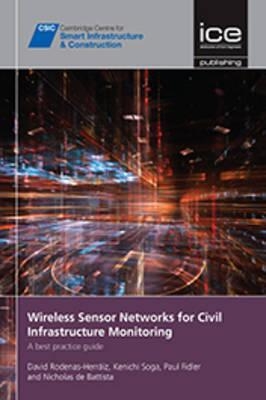 CSIC
Cambridge Centre for
Smart Infrastructure
& Construction
ice
publishing
Wireless Sensor Networks for Civil
Infrastructure Monitoring
A best practice guide
David Rodenas-Herráiz, Kenichi Soga, Paul Fidler
and Nicholas de Battista